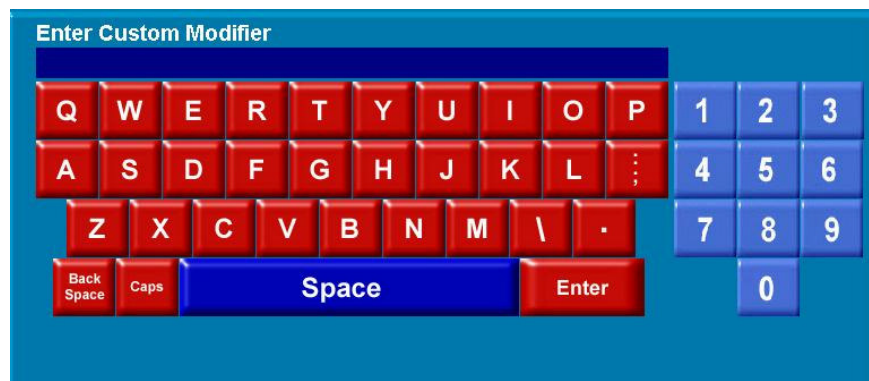 Enter Custom Modifier
Q W E R T Y U I O P 1 2 3
A S D F G H J K L : ; 4 5 6
Z X C V B N M \ . 7 8 9
Back Space Caps Space Enter 0